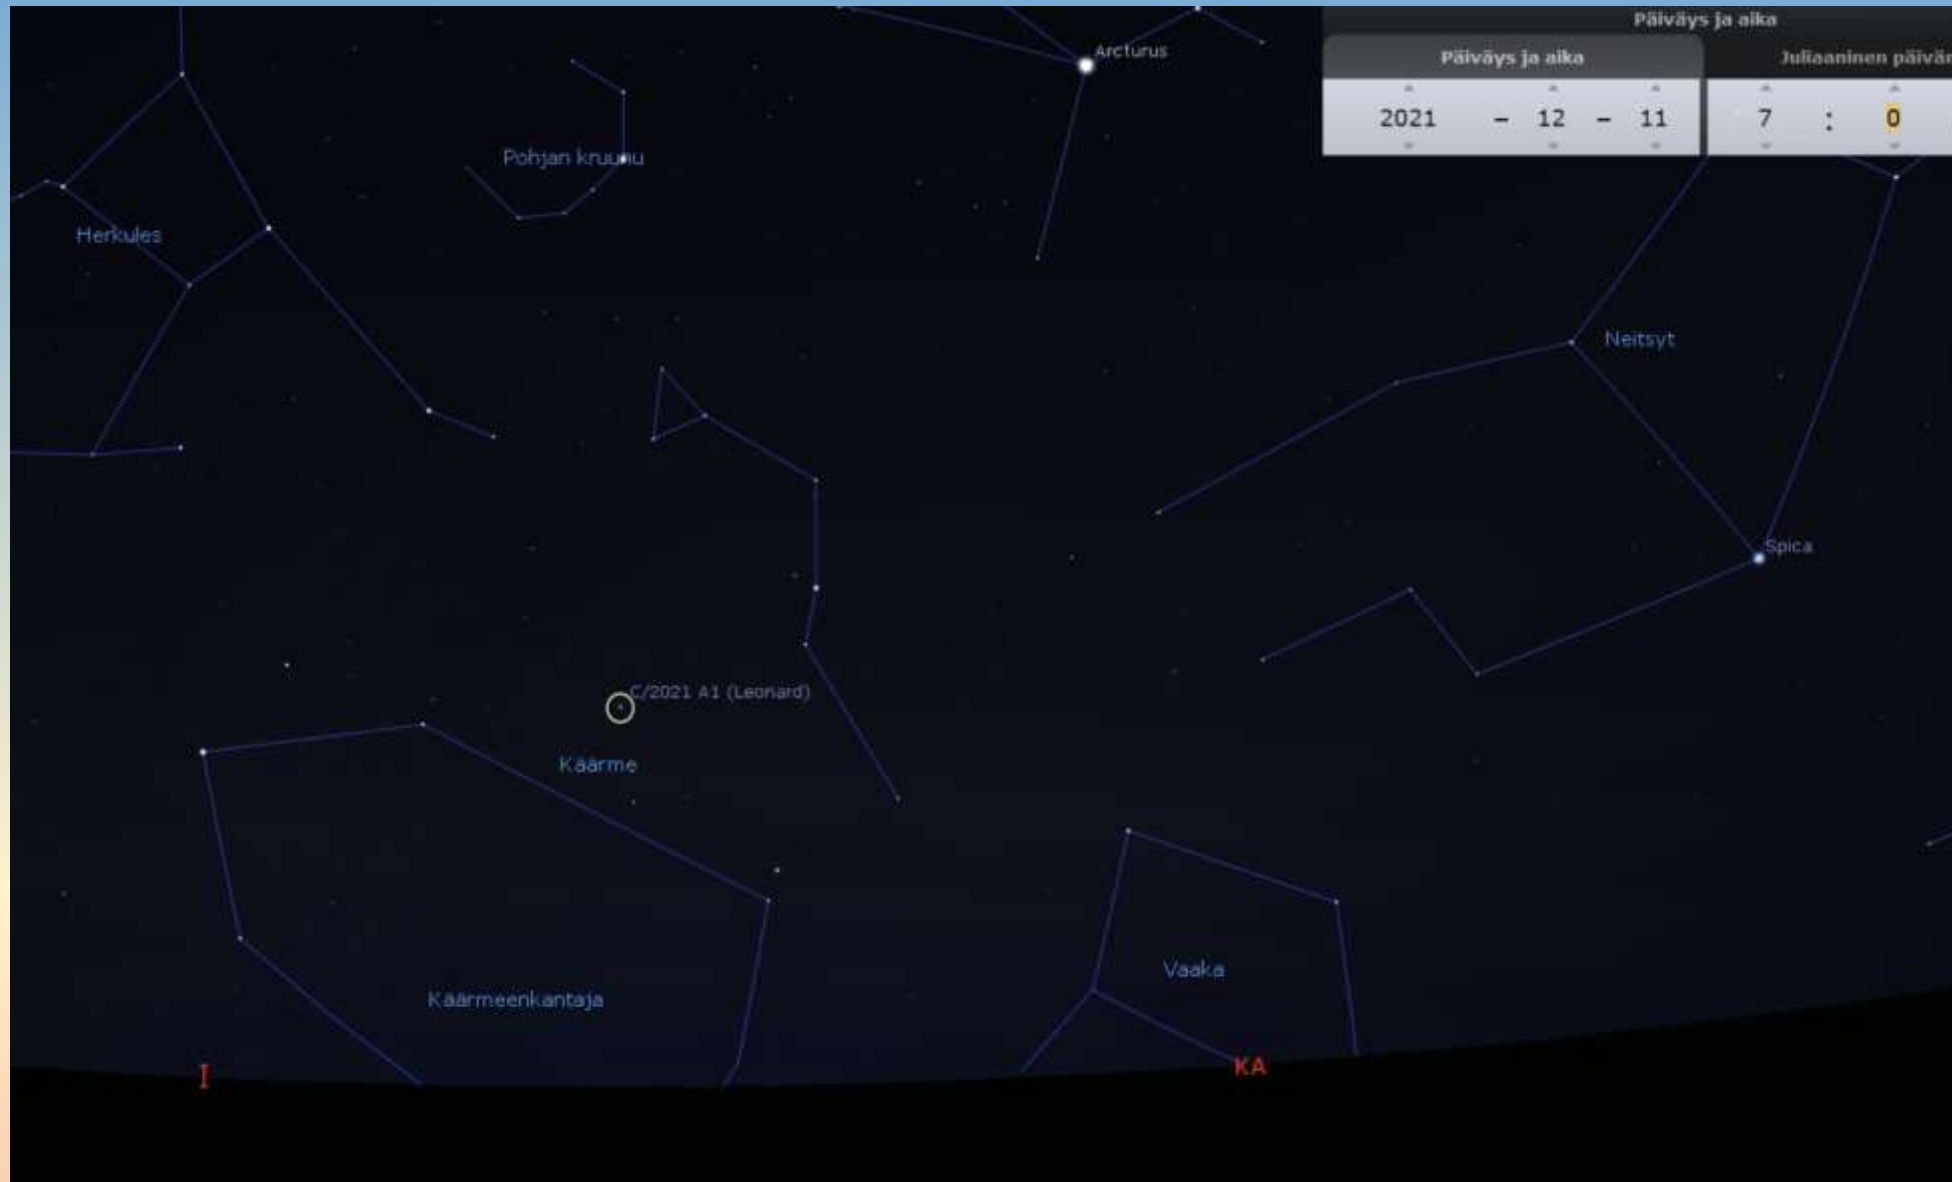 Päiväys ja aika
Päiväys ja aika
Juliaaninen päivän
2021 - 12 - 11 7 : 0
Arcturus
Pohjan kruunu
Herkules
Neitsyt
Spica
C/2021 A1 (Leonard)
Käärme
Vaaka
Käärmeenkantaja
I
KA